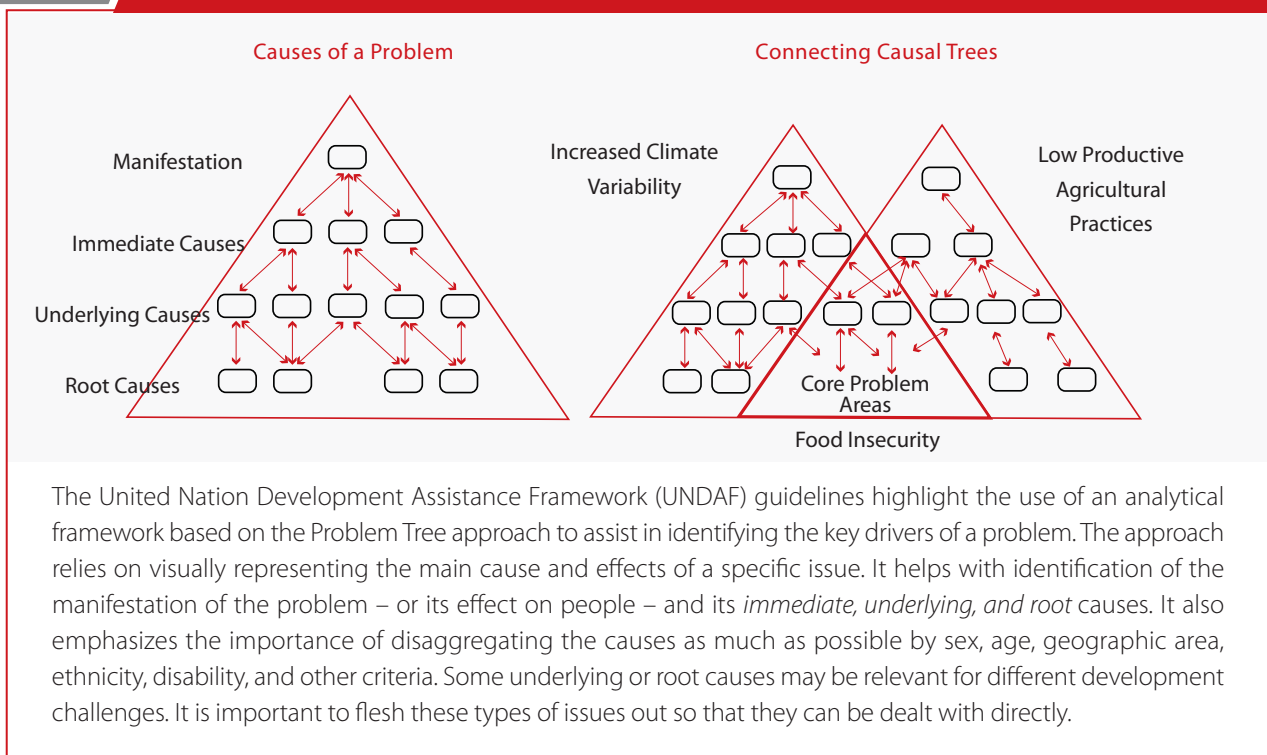 Causes of a Problem
Connecting Causal Trees
Manifestation
Immediate Causes
Underlying Causes
Root Causes
Increased Climate
Variability
Low Productive
Agricultural
Practices
Core Problem
Areas
Food Insecurity
The United Nation Development Assistance Framework (UNDAF) guidelines highlight the use of an analytical
framework based on the Problem Tree approach to assist in identifying the key drivers of a problem. The approach
relies on visually representing the main cause and effects of a specific issue. It helps with identification of the
manifestation of the problem – or its effect on people – and its immediate, underlying, and root causes. It also
emphasizes the importance of disaggregating the causes as much as possible by sex, age, geographic area,
ethnicity, disability, and other criteria. Some underlying or root causes may be relevant for different development
challenges. It is important to flesh these types of issues out so that they can be dealt with directly.